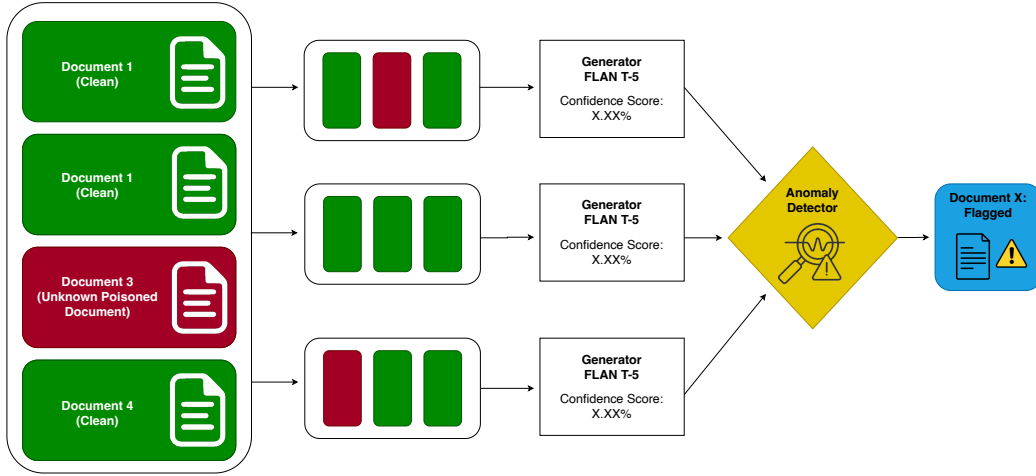 Document 1
(Clean)
Document 1
(Clean)
Document 3
(Unknown Poisoned
Document)
Document 4
(Clean)
Generator
FLAN T-5
Confidence Score:
X.XX%
Generator
FLAN T-5
Confidence Score:
X.XX%
Generator
FLAN T-5
Confidence Score:
X.XX%
Anomaly
Detector
Document X:
Flagged